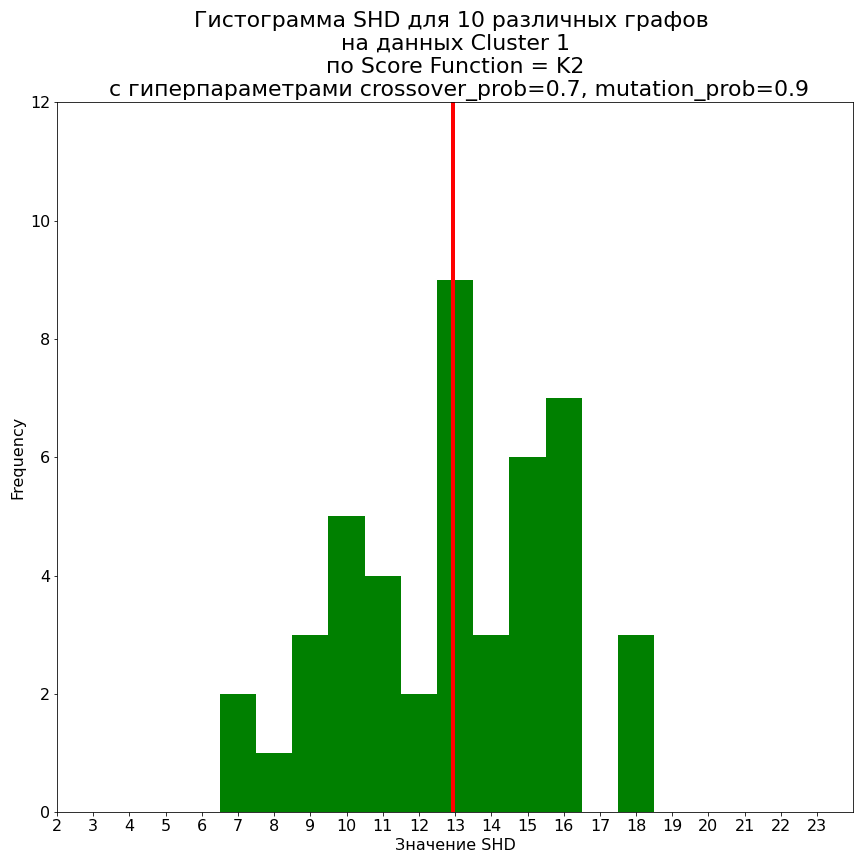 Гистограмма SHD для 10 различных графов
на данных Cluster 1
по Score Function = K2
с гиперпараметрами crossover_prob=0.7, mutation_prob=0.9
12
10
8
6
4
2
0
Frequency
2 3 4 5 6 7 8 9 10 11 12 13 14 15 16 17 18 19 20 21 22 23
Значение SHD